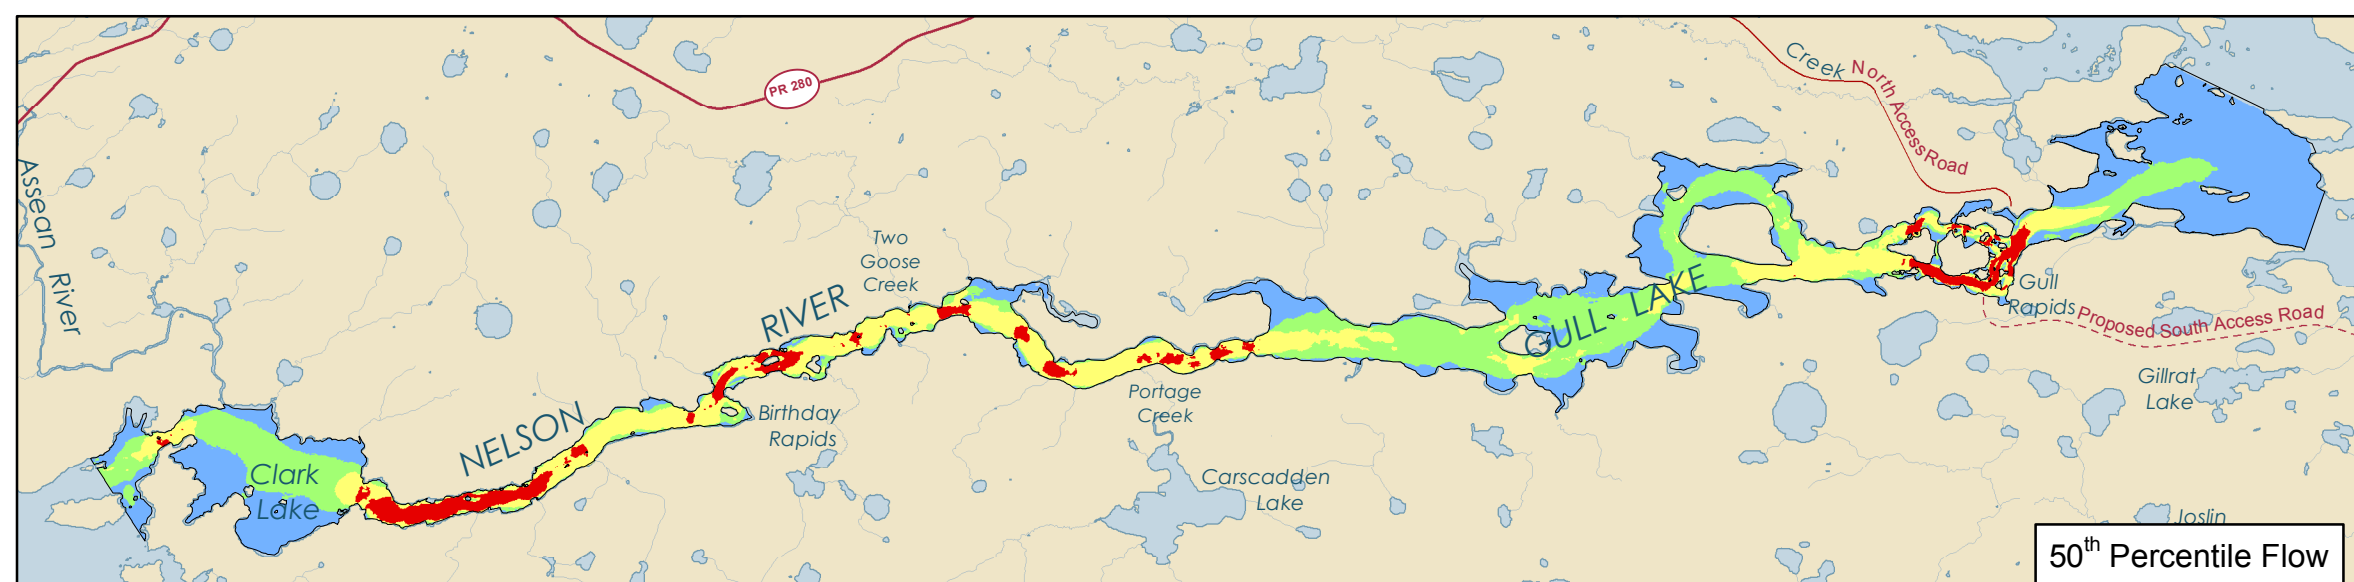 Creek
North Access Road
PR 280
Assean
River
Two
Goose
Creek
RIVER
GULL LAKE
Gull
Rapids
Proposed South Access Road
Gillrat
Lake
Portage
Creek
NELSON
Birthday
Rapids
Clark
Lake
Carscadden
Lake
Joslin
50th Percentile Flow